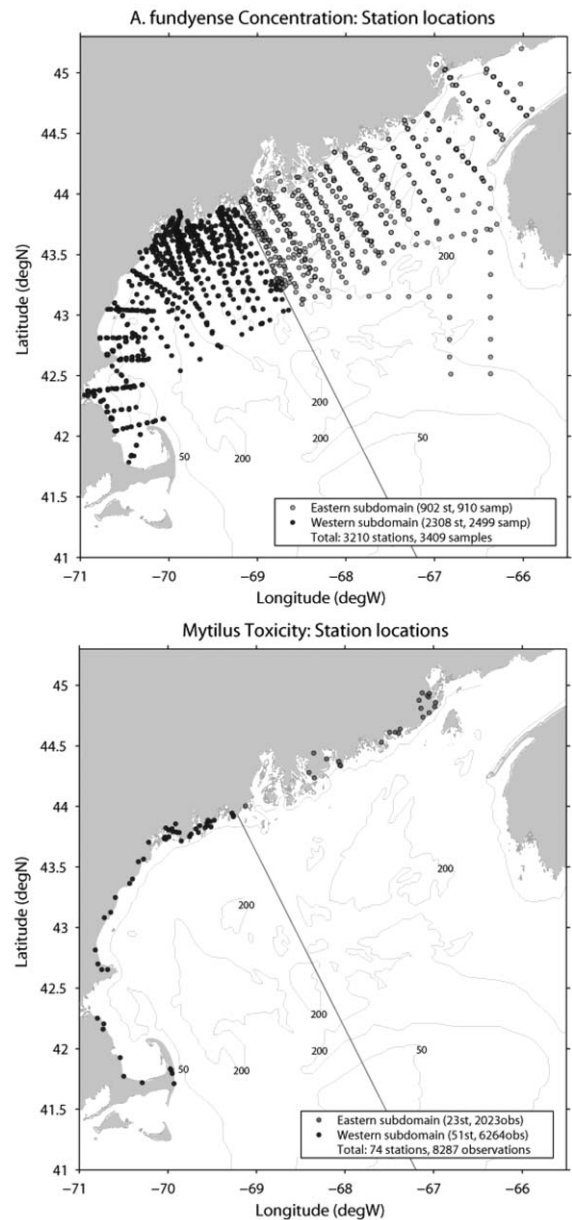 A. fundyense Concentration: Station locations
45
44.5
44
43.5
200
43
42.5
200
42
200
50
50
200
41.5
Eastern subdomain (902 st, 910 samp)
Western subdomain (2308 st, 2499 samp)
Total: 3210 stations, 3409 samples
41
−71 −70 −69 −68 −67 −66
Latitude (degN)
Longitude (degW)
Mytilus Toxicity: Station locations
45
44.5
44
43.5
200
200
43
42.5
200
42
200
50
50
200
41.5
Eastern subdomain (23st, 2023obs)
Western subdomain (51st, 6264obs)
Total: 74 stations, 8287 observations
41
−71 −70 −69 −68 −67 −66
Latitude (degN)
Longitude (degW)